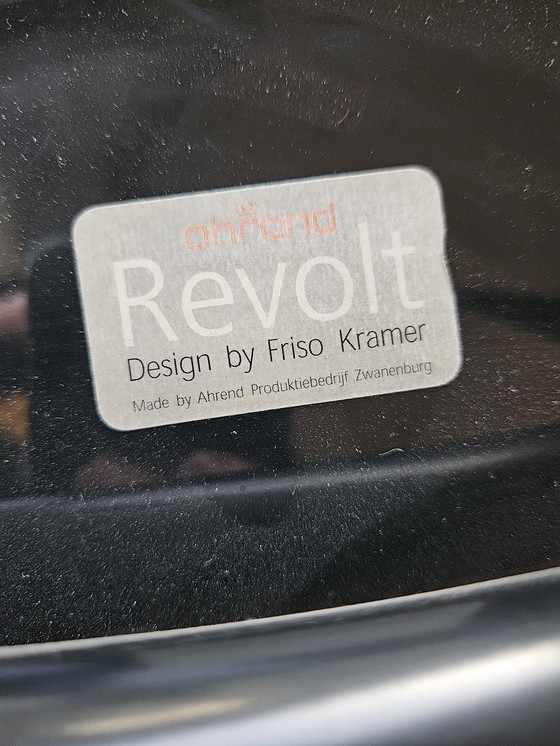 ahrend
Revolt
Design by Friso Kramer
Made by Ahrend Produktiebedrijf Zwanenburg